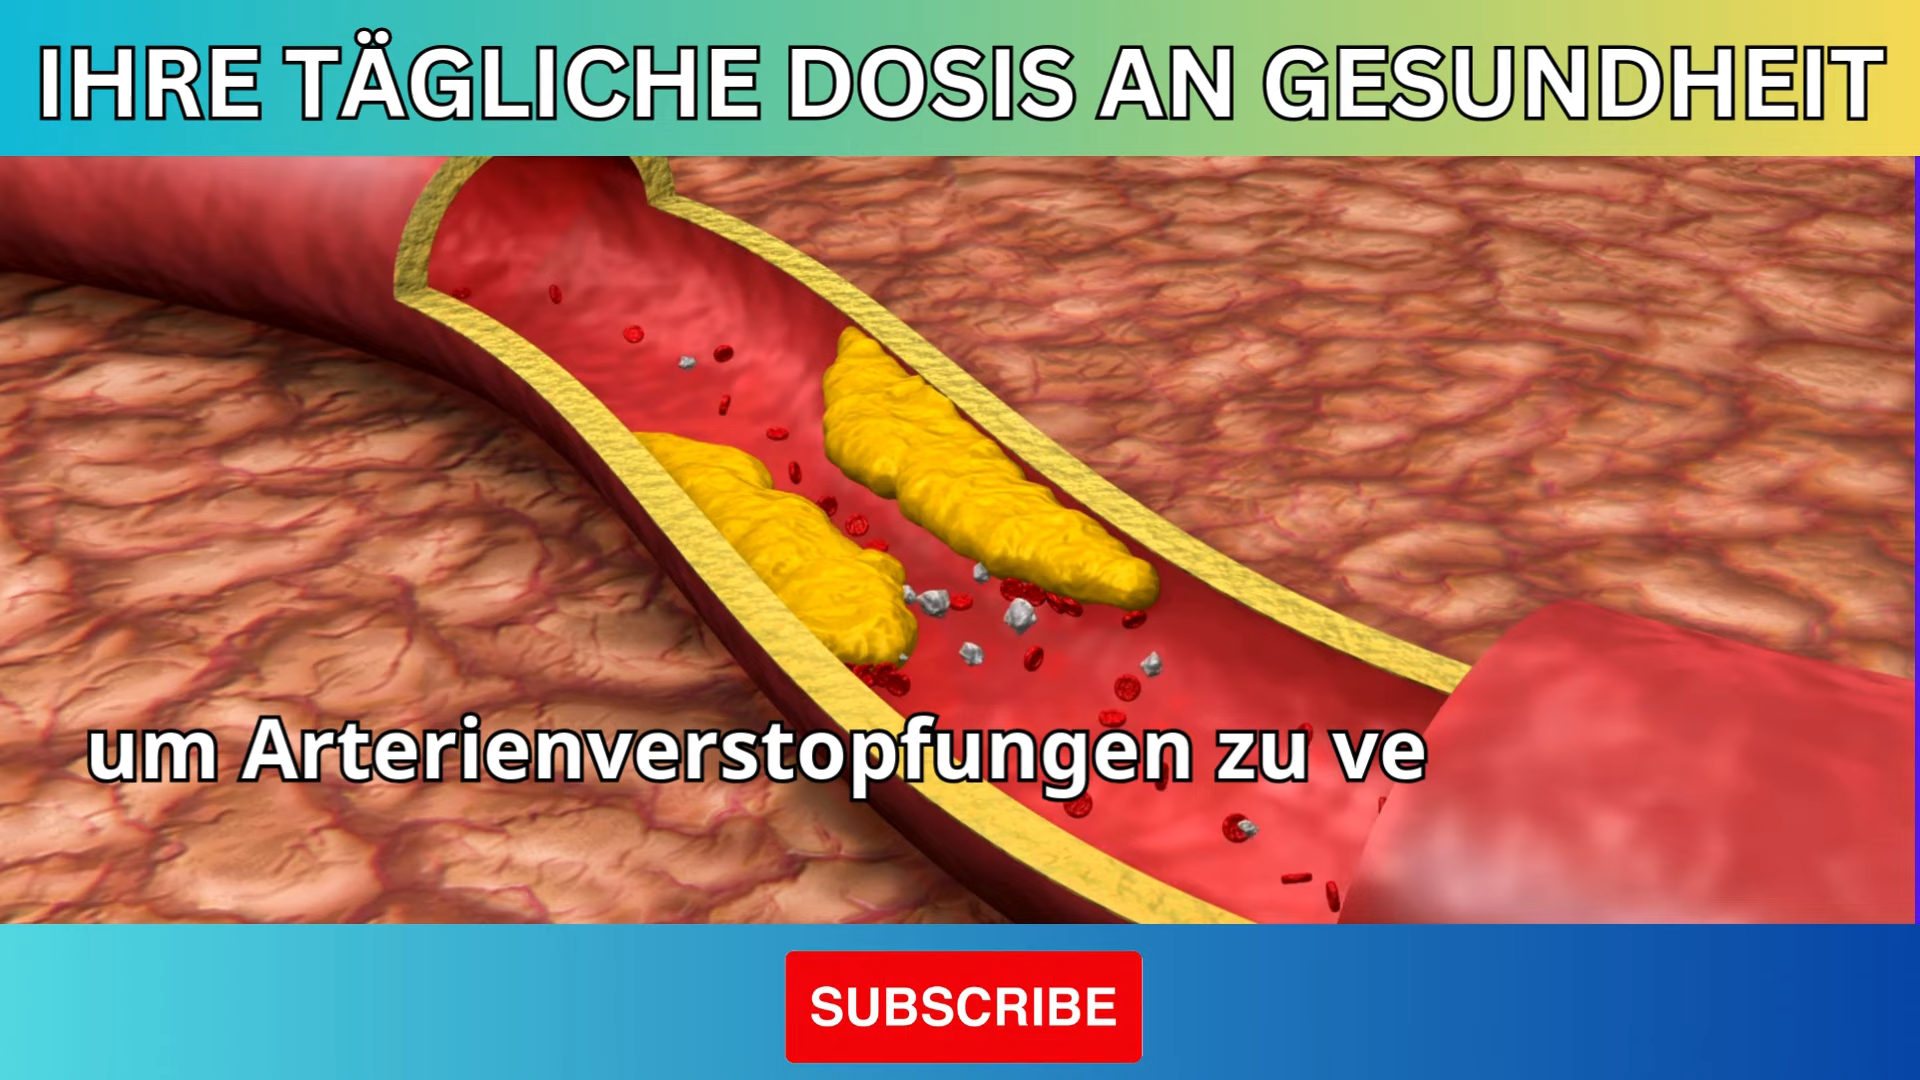 IHRE TÄGLICHE DOSIS AN GESUNDHEIT
um Arterienverstopfungen zu ve
SUBSCRIBE